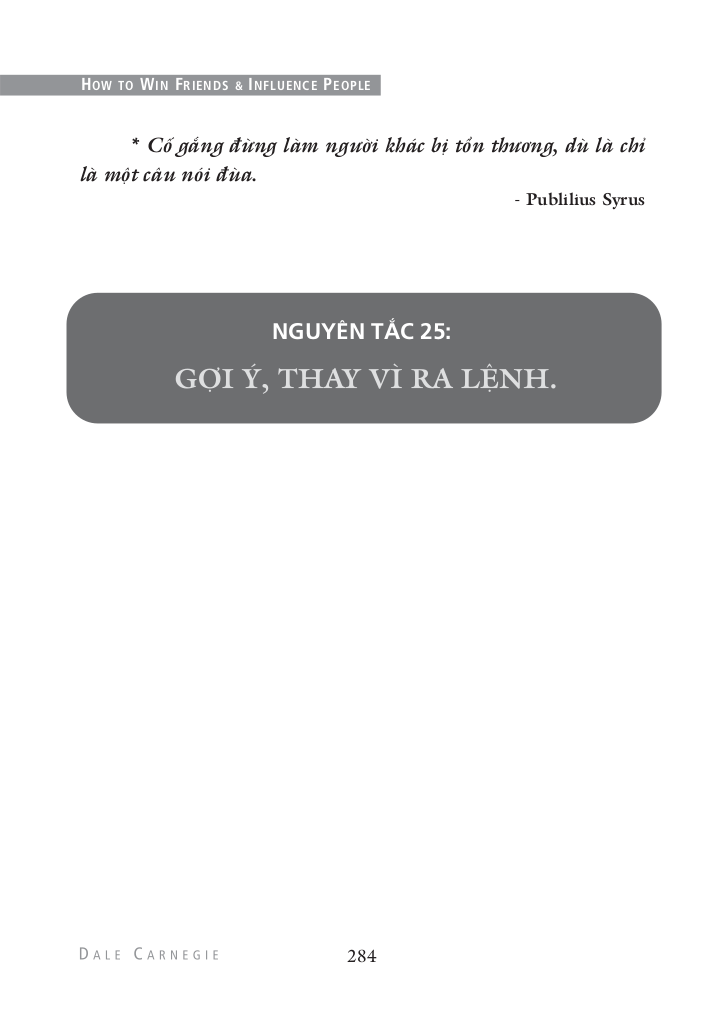 HOW TO WIN FRIENDS & INFLUENCE PEOPLE
* Cố gắng đừng làm người khác bị tổn thương, dù là chỉ
là một câu nói đùa.
- Publilius Syrus
NGUYÊN TẮC 25:
GỢI Ý, THAY VÌ RA LỆNH.
DALE CARNEGIE 284